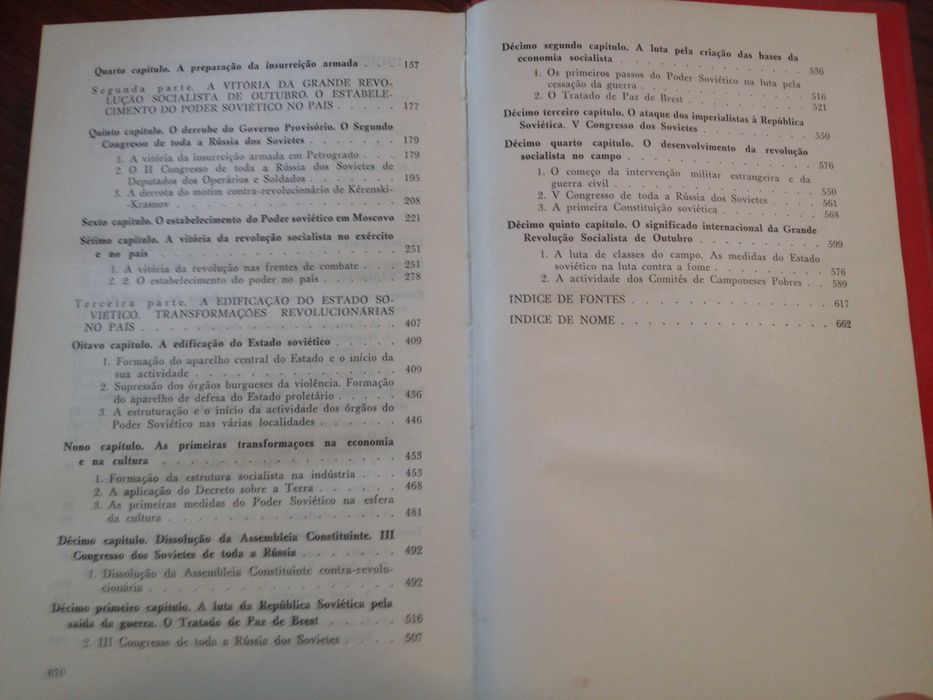 Quarto capítulo. A preparação da insurreição armada . . . 157
Segunda parte. A VITÓRIA DA GRANDE REVO-
LUÇÃO SOCIALISTA DE OUTUBRO. O ESTABELE-
CIMENTO DO PODER SOVIÉTICO NO PAÍS . . . . . 177
Quinto capítulo. O derrube do Governo Provisório. O Segundo
Congresso de toda a Rússia dos Sovietes . . . . . . . 179
1. A vitória da insurreição armada em Petrogrado . . . 179
2. O II Congresso de toda a Rússia dos Sovietes de
Deputados dos Operários e Soldados . . . . . . . 195
3. A derrota do motim contra-revolucionário de Kérenski-
-Krasnov . . . . . . . . . . . . . . . . 208
Sexto capítulo. O estabelecimento do Poder soviético em Moscovo 221
Sétimo capítulo. A vitória da revolução socialista no exército
e no país . . . . . . . . . . . . . . . . . 251
1. A vitória da revolução nas frentes de combate . . . 251
2. 2. O estabelecimento do poder no país . . . . . . 278
Terceira parte. A EDIFICAÇÃO DO ESTADO SO-
VIÉTICO. TRANSFORMAÇÕES REVOLUCIONÁRIAS
NO PAÍS . . . . . . . . . . . . . . . . . 407
Oitavo capítulo. A edificação do Estado soviético . . . . . 409
1. Formação do aparelho central do Estado e o início da
sua actividade . . . . . . . . . . . . . . 409
2. Supressão dos órgãos burgueses da violência. Formação
do aparelho de defesa do Estado proletário . . . . . 436
3. A estruturação e o início da actividade dos órgãos do
Poder Soviético nas várias localidades . . . . . . . 446
Nono capítulo. As primeiras transformaçoes na economia
e na cultura . . . . . . . . . . . . . . . . 453
1. Formação da estrutura socialista na indústria . . . 453
2. A aplicação do Decreto sobre a Terra . . . . . . . 468
3. As primeiras medidas do Poder Soviético na esfera
da cultura . . . . . . . . . . . . . . . . 481
Décimo capítulo. Dissolução da Assembleia Constituinte. III
Congresso dos Sovietes de toda a Rússia . . . . . . . 492
1. Dissolução da Assembleia Constituinte contra-revolu-
cionária . . . . . . . . . . . . . . . . . 492
Décimo primeiro capítulo. A luta da República Soviética pela
saída da guerra. O Tratado de Paz de Brest . . . . . . 516
2. III Congresso de toda a Rússia dos Sovietes . . . . . 507
670
Décimo segundo capítulo. A luta pela criação das bases da
economia socialista . . . . . . . . . . . . . . 536
1. Os primeiros passos do Poder Soviético na luta pela
cessação da guerra . . . . . . . . . . . . . 516
2. O Tratado de Paz de Brest . . . . . . . . . . 521
Décimo terceiro capítulo. O ataque dos imperialistas à República
Soviética. V Congresso dos Sovietes . . . . . . . . . 550
Décimo quarto capítulo. O desenvolvimento da revolução
socialista no campo . . . . . . . . . . . . . . 576
1. O começo da intervenção militar estrangeira e da
guerra civil . . . . . . . . . . . . . . . 550
2. V Congresso de toda a Rússia dos Sovietes . . . . . 561
3. A primeira Constituição soviética . . . . . . . . 568
Décimo quinto capítulo. O significado internacional da Grande
Revolução Socialista de Outubro . . . . . . . . . . 599
1. A luta de classes do campo. As medidas do Estado
soviético na luta contra a fome . . . . . . . . . 576
2. A actividade dos Comités de Camponeses Pobres . . 589
INDICE DE FONTES . . . . . . . . . . . . . . 617
INDICE DE NOME . . . . . . . . . . . . . . . 662